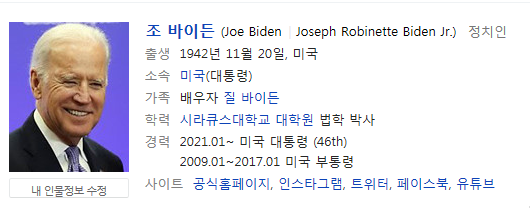 조 바이든 (Joe Biden | Joseph Robinette Biden Jr.) 정치인
출생 1942년 11월 20일, 미국
소속 미국(대통령)
가족 배우자 질 바이든
학력 시라큐스대학교 대학원 법학 박사
경력 2021.01~ 미국 대통령 (46th)
2009.01~2017.01 미국 부통령
사이트 공식홈페이지, 인스타그램, 트위터, 페이스북, 유튜브
내 인물정보 수정